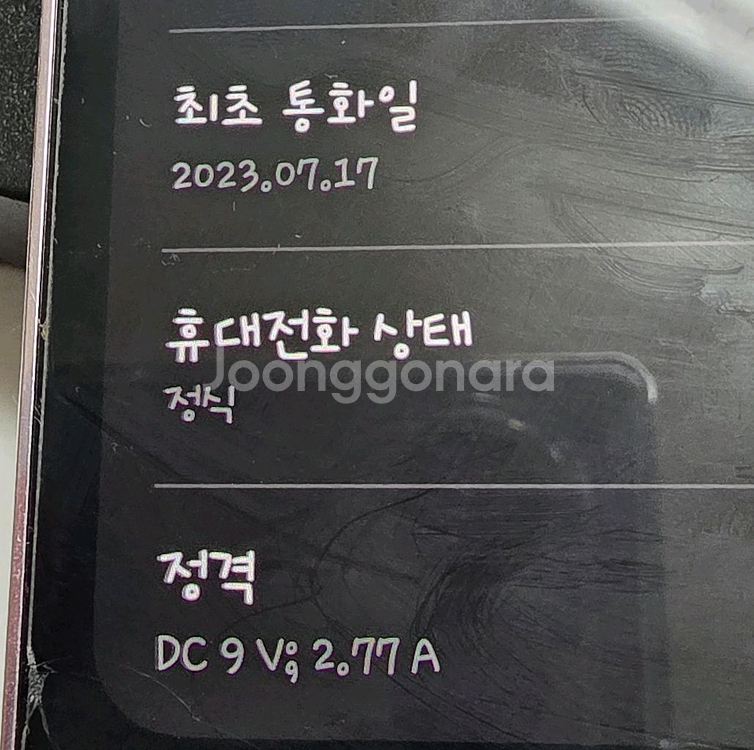 최초 통화일
2023.07.17
휴대전화 상태
Joonggonara
정식
정격
DC 9 V; 2.77 A